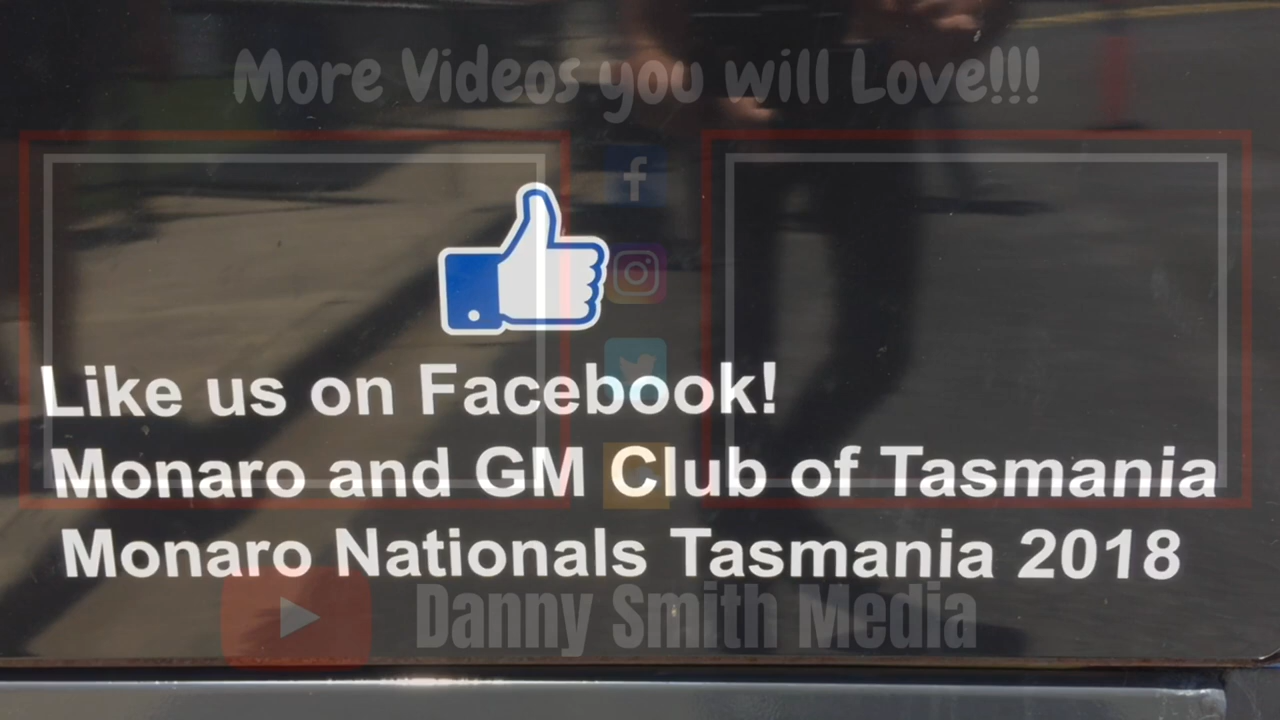 More Videos you will Love!!!
Like us on Facebook!
Monaro and GM Club of Tasmania
Monaro Nationals Tasmania 2018
Danny Smith Media